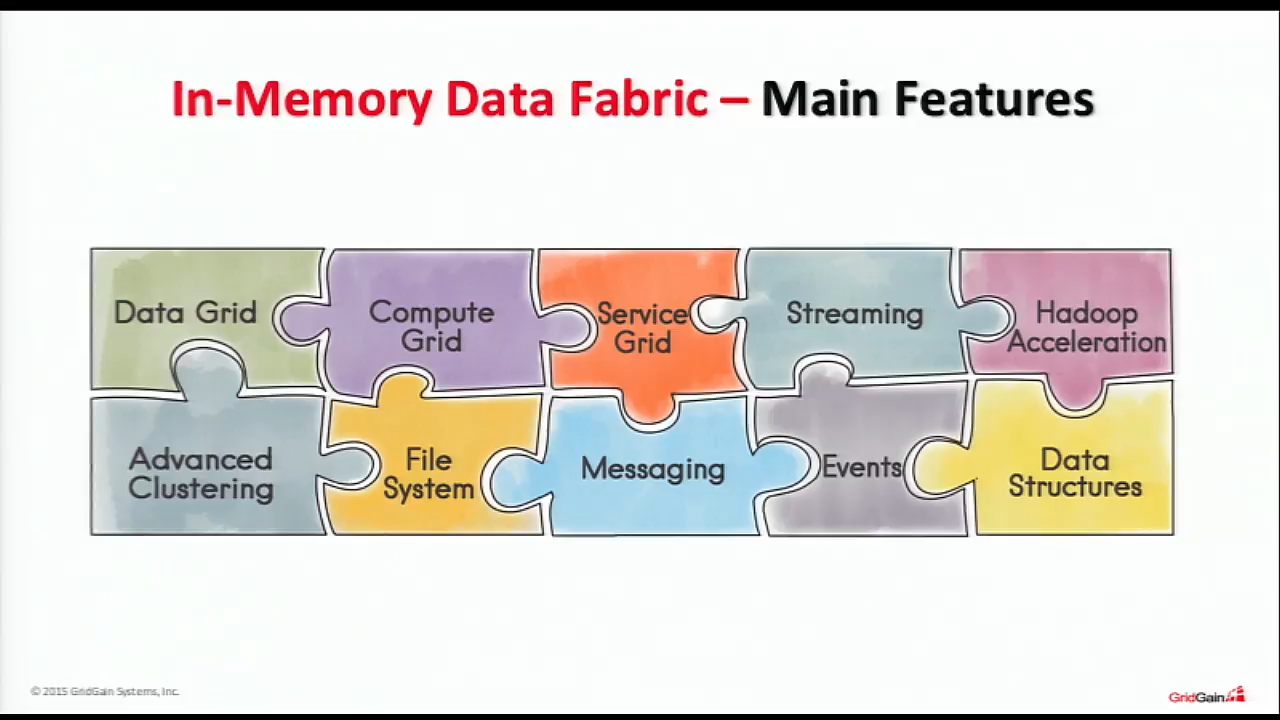 In-Memory Data Fabric – Main Features
Data Grid
Compute
Grid
Service
Grid
Streaming
Hadoop
Acceleration
Advanced
Clustering
File
System
Messaging
Events
Data
Structures
© 2015 GridGain Systems, Inc.
GridGain